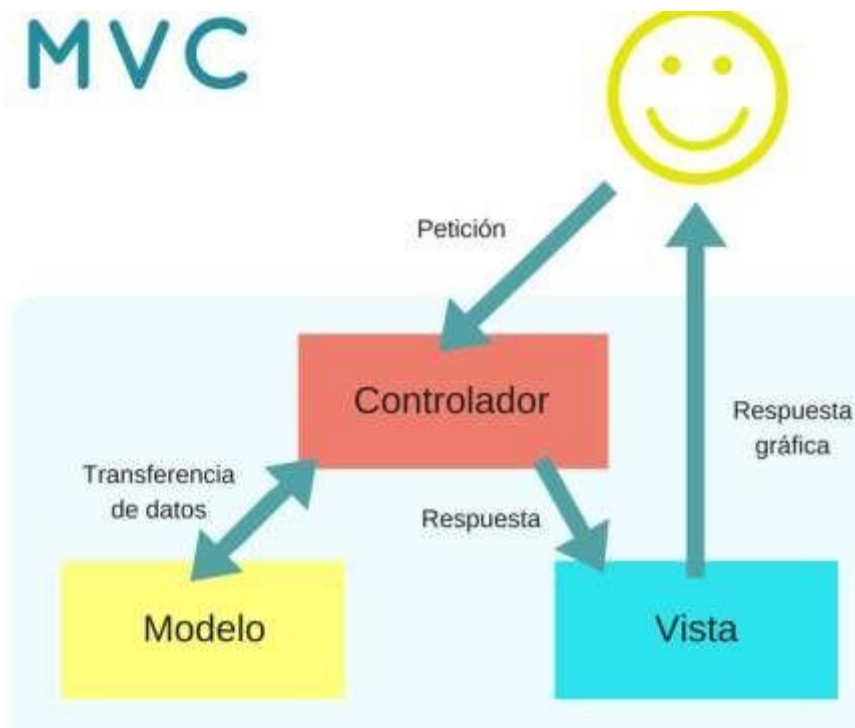 MVC
Petición
Controlador
Respuesta
gráfica
Transferencia
de datos
Respuesta
Modelo
Vista